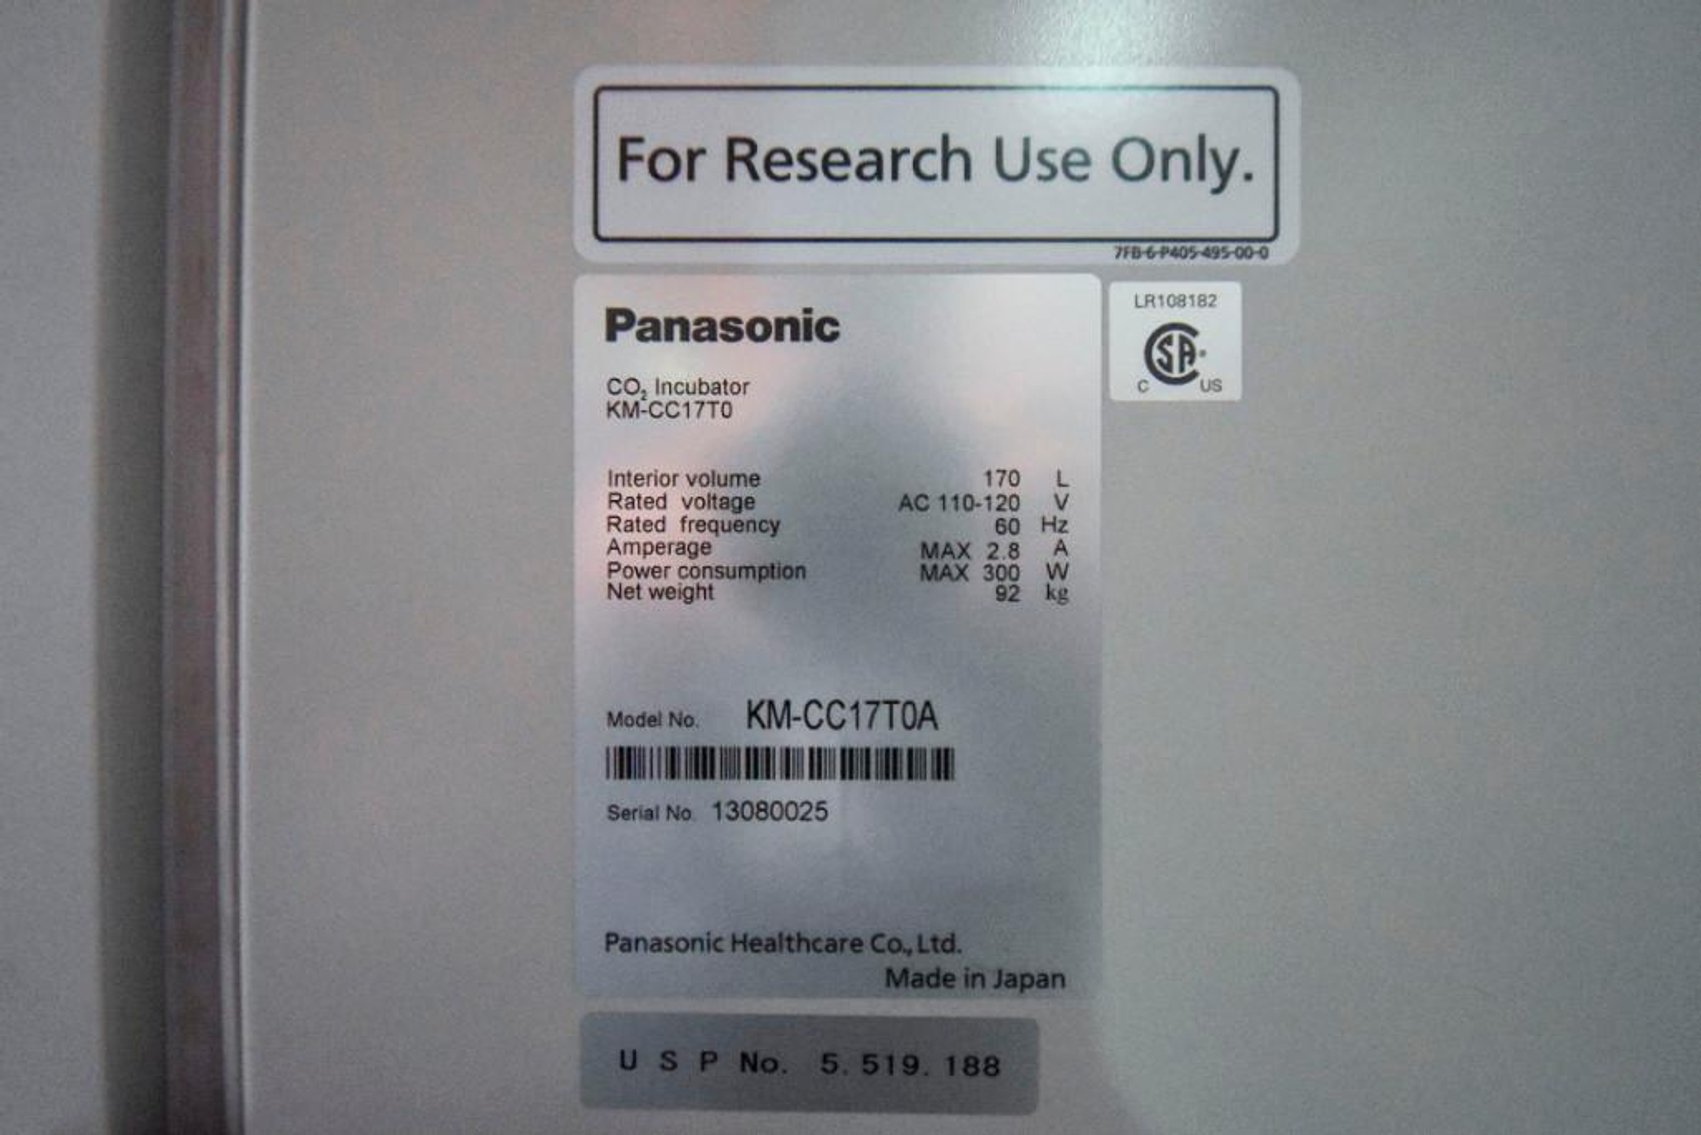 For Research Use Only.
7FB-6-P405-495-00-0
Panasonic
LR108182
CSA
C US
CO₂ Incubator
KM-CC17T0
Interior volume 170 L
Rated voltage AC 110-120 V
Rated frequency 60 Hz
Amperage MAX 2.8 A
Power consumption MAX 300 W
Net weight 92 kg
Model No. KM-CC17T0A
Serial No. 13080025
Panasonic Healthcare Co., Ltd.
Made in Japan
U S P No. 5. 519. 188